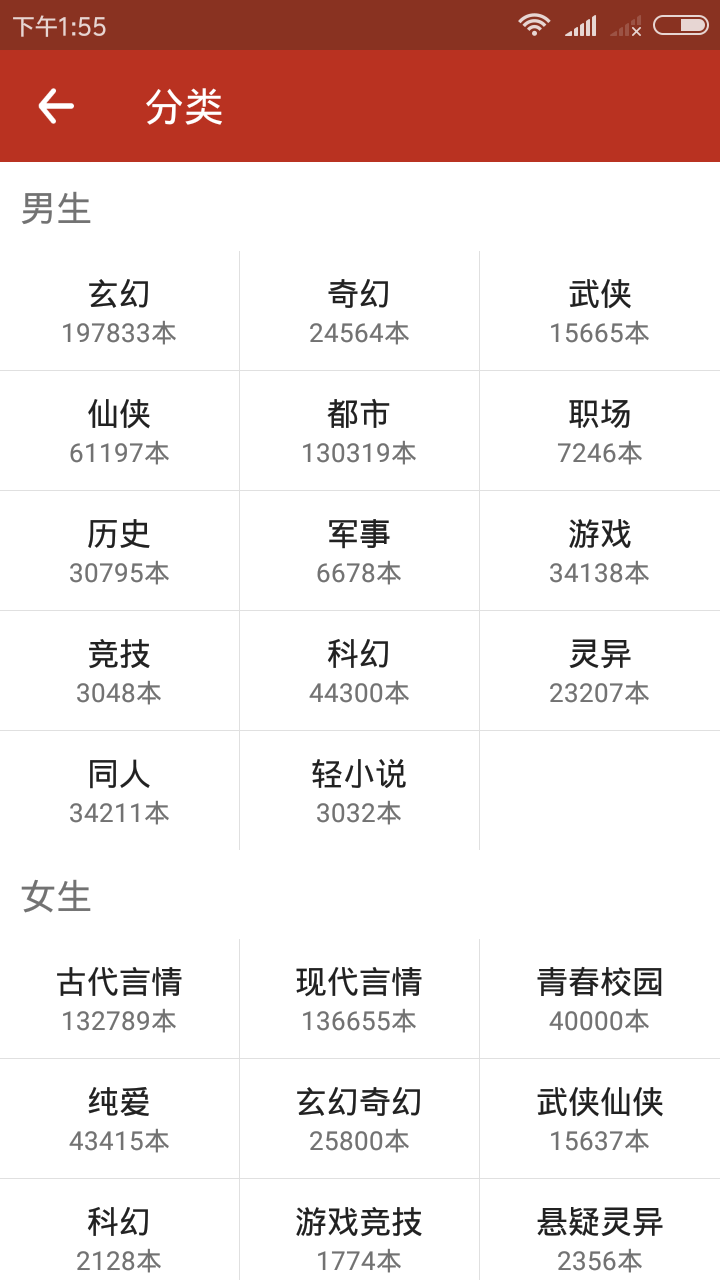 下午1:55
分类
男生
玄幻
197833本
奇幻
24564本
武侠
15665本
仙侠
61197本
都市
130319本
职场
7246本
历史
30795本
军事
6678本
游戏
34138本
竞技
3048本
科幻
44300本
灵异
23207本
同人
34211本
轻小说
3032本
女生
古代言情
132789本
现代言情
136655本
青春校园
40000本
纯爱
43415本
玄幻奇幻
25800本
武侠仙侠
15637本
科幻
2128本
游戏竞技
1774本
悬疑灵异
2356本